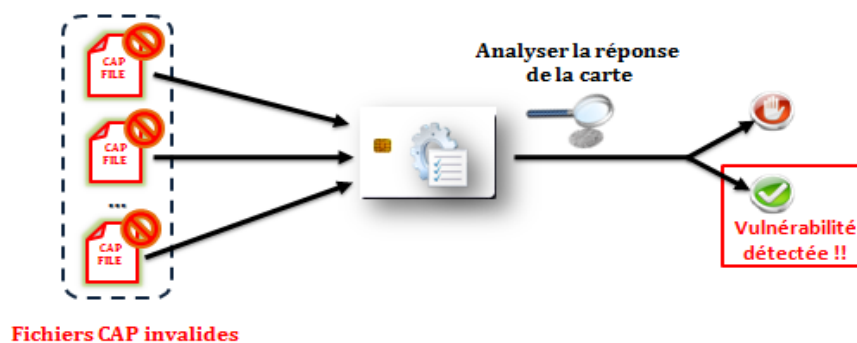 CAP
FILE
CAP
FILE
...
CAP
FILE
Fichiers CAP invalides
Analyser la réponse
de la carte
Vulnérabilité
détectée !!